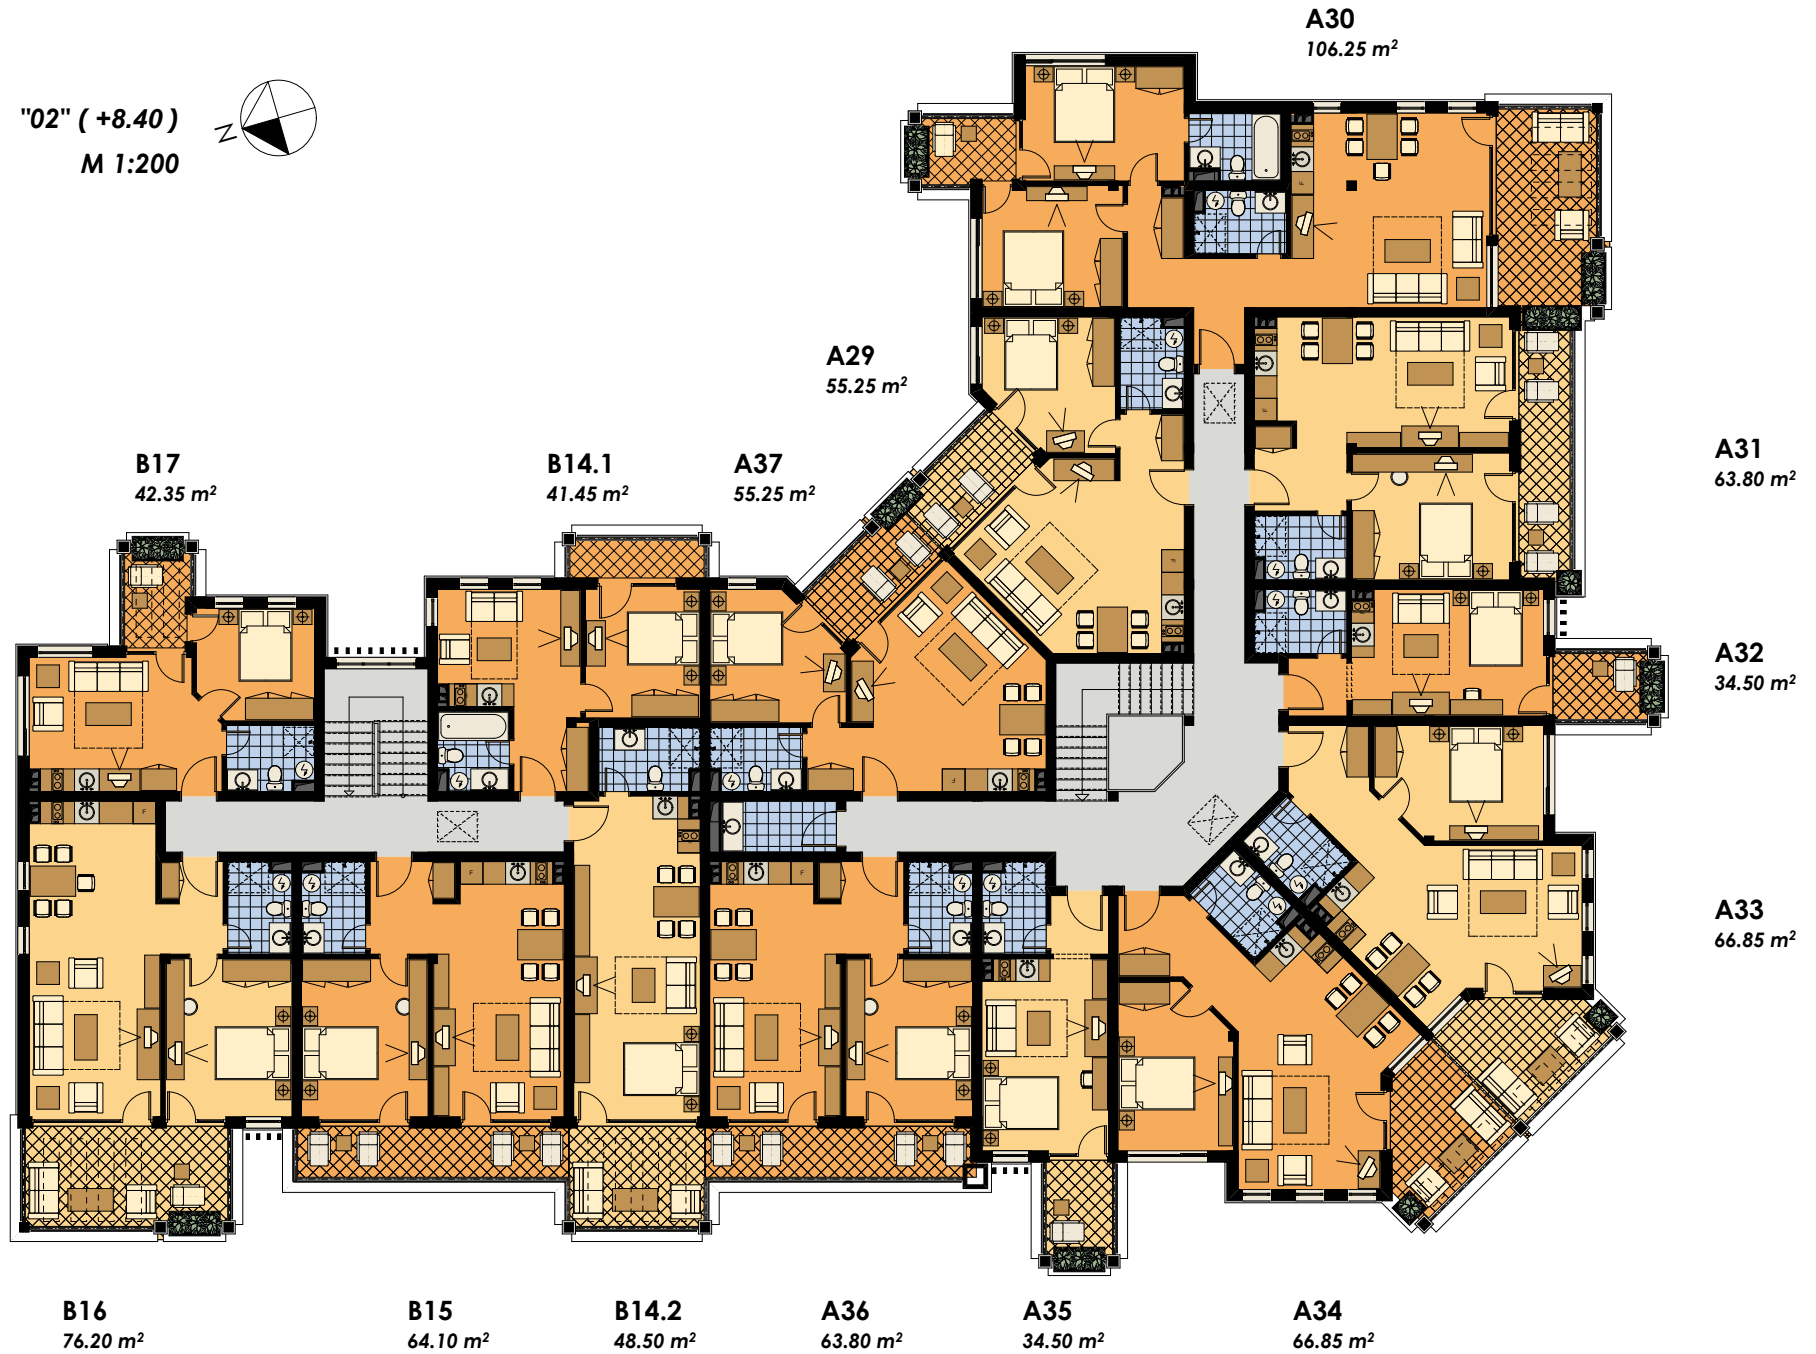 A30
106.25 m²
"02" ( +8.40 )
N
M 1:200
A29
55.25 m²
B17
42.35 m²
B14.1
41.45 m²
A37
55.25 m²
A31
63.80 m²
A32
34.50 m²
A33
66.85 m²
B16
76.20 m²
B15
64.10 m²
B14.2
48.50 m²
A36
63.80 m²
A35
34.50 m²
A34
66.85 m²
F
F
F
F
F
F
F